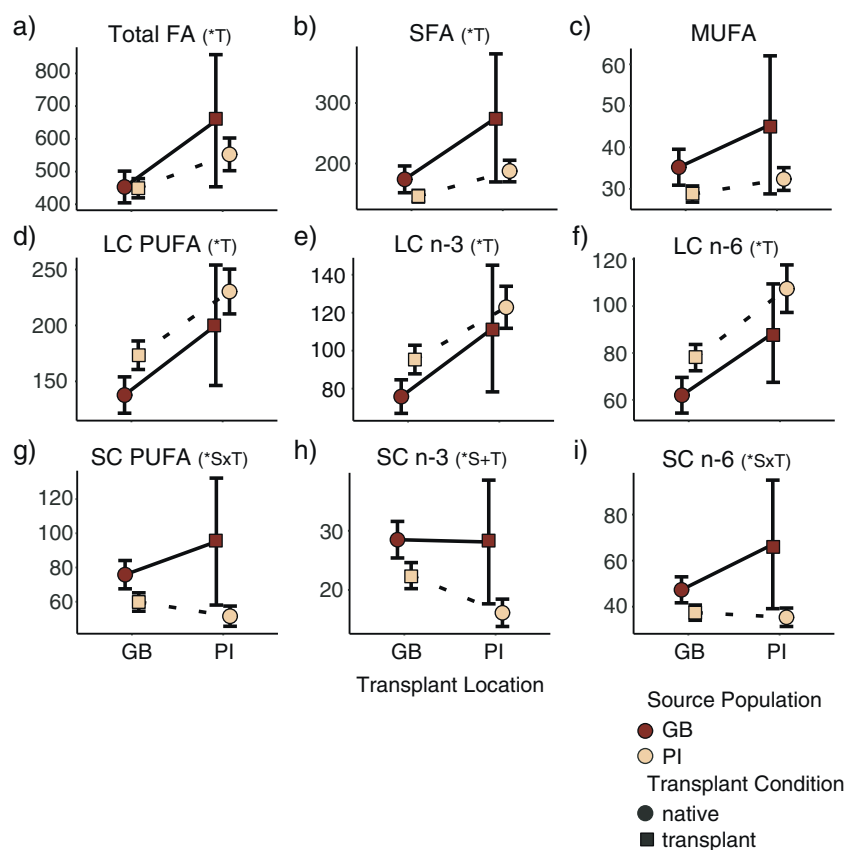 a) Total FA (*T)
b) SFA (*T)
c) MUFA
800
700
600
500
400
300
200
60
50
40
30
d) LC PUFA (*T)
e) LC n-3 (*T)
f) LC n-6 (*T)
250
200
150
140
120
100
80
120
100
80
60
g) SC PUFA (*SxT)
h) SC n-3 (*S+T)
i) SC n-6 (*SxT)
120
100
80
60
30
20
80
60
40
GB PI
GB PI
GB PI
Transplant Location
Source Population
GB
PI
Transplant Condition
native
transplant